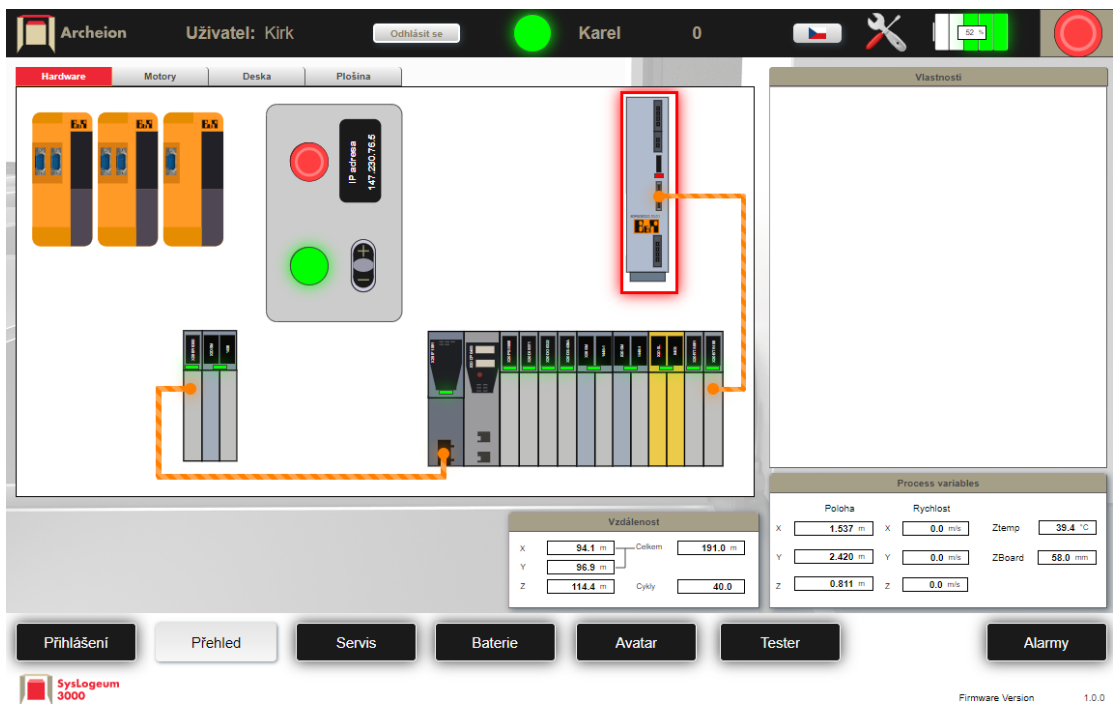 Archeion
Uživatel: Kirk
Odhlásit se
Karel
0
52 %
Hardware
Motory
Deska
Plošina
Vlastnosti
IP adresa
147.230.76.5
Vzdálenost
X 94.1 m Celkem 191.0 m
Y 96.9 m
Z 114.4 m Cykly 40.0
Process variables
Poloha Rychlost
X 1.537 m X 0.0 m/s Ztemp 39.4 °C
Y 2.420 m Y 0.0 m/s ZBoard 58.0 mm
Z 0.811 m Z 0.0 m/s
Přihlášení
Přehled
Servis
Baterie
Avatar
Tester
Alarmy
SysLogeum
3000
Firmware Version 1.0.0